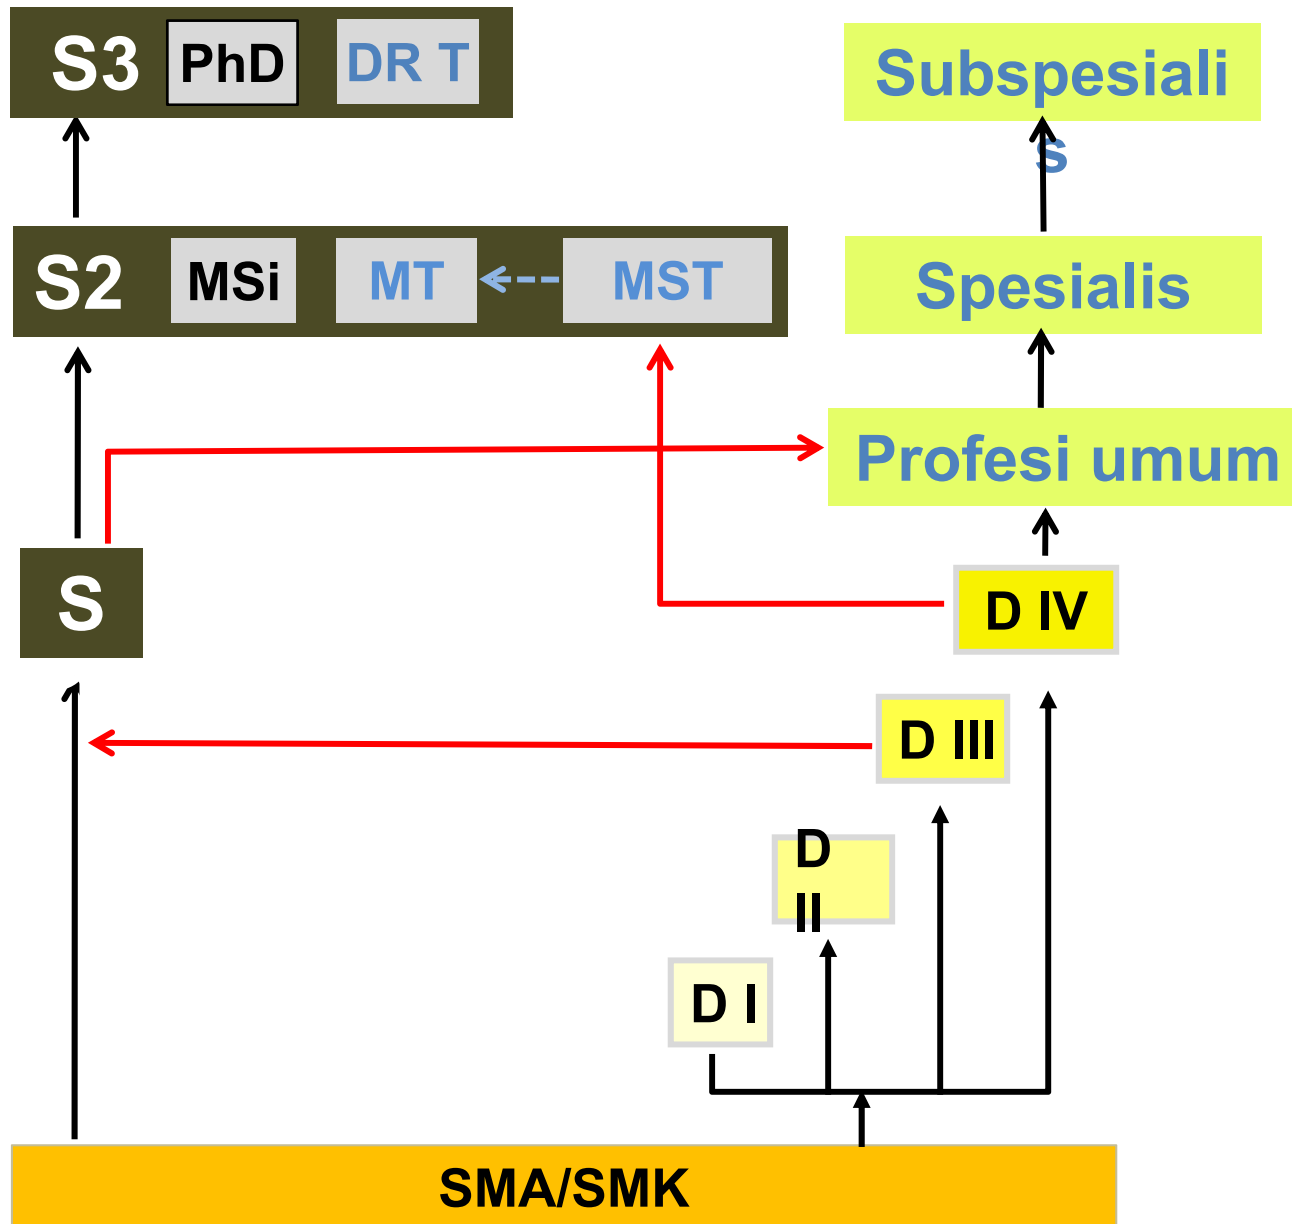 S3 PhD DR T
Subspesiali
s
S2 MSi MT MST
Spesialis
Profesi umum
S
D IV
D III
D
II
D I
SMA/SMK